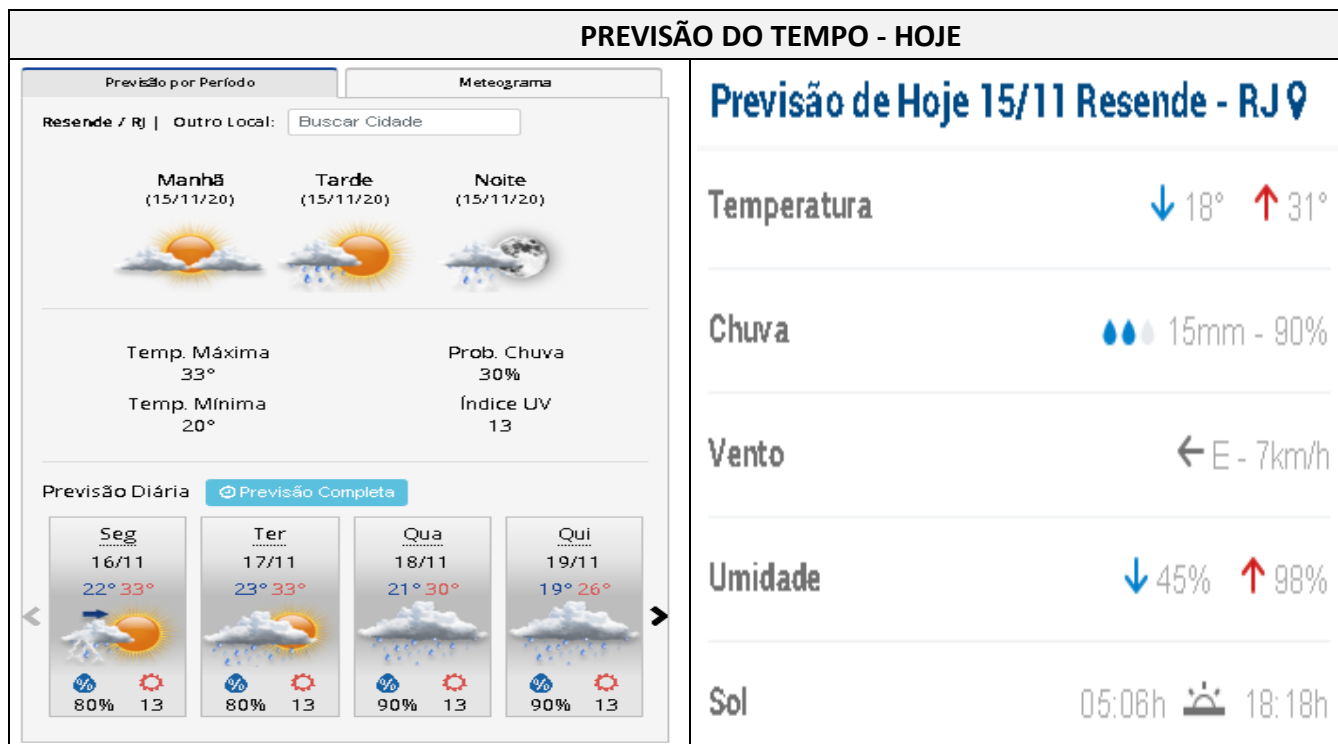 PREVISÃO DO TEMPO - HOJE
Previsão por Período
Meteograma
Resende / RJ | Outro Local: Buscar Cidade
Manhã Tarde Noite
(15/11/20) (15/11/20) (15/11/20)
Temp. Máxima Prob. Chuva
33° 30%
Temp. Mínima Índice UV
20° 13
Previsão Diária Previsão Completa
Seg Ter Qua Qui
16/11 17/11 18/11 19/11
22° 33° 23° 33° 21° 30° 19° 26°
% % % %
80% 13 80% 13 90% 13 90% 13
Previsão de Hoje 15/11 Resende - RJ
Temperatura 18° 31°
Chuva 15mm - 90%
Vento E - 7km/h
Umidade 45% 98%
Sol 05:06h 18:18h